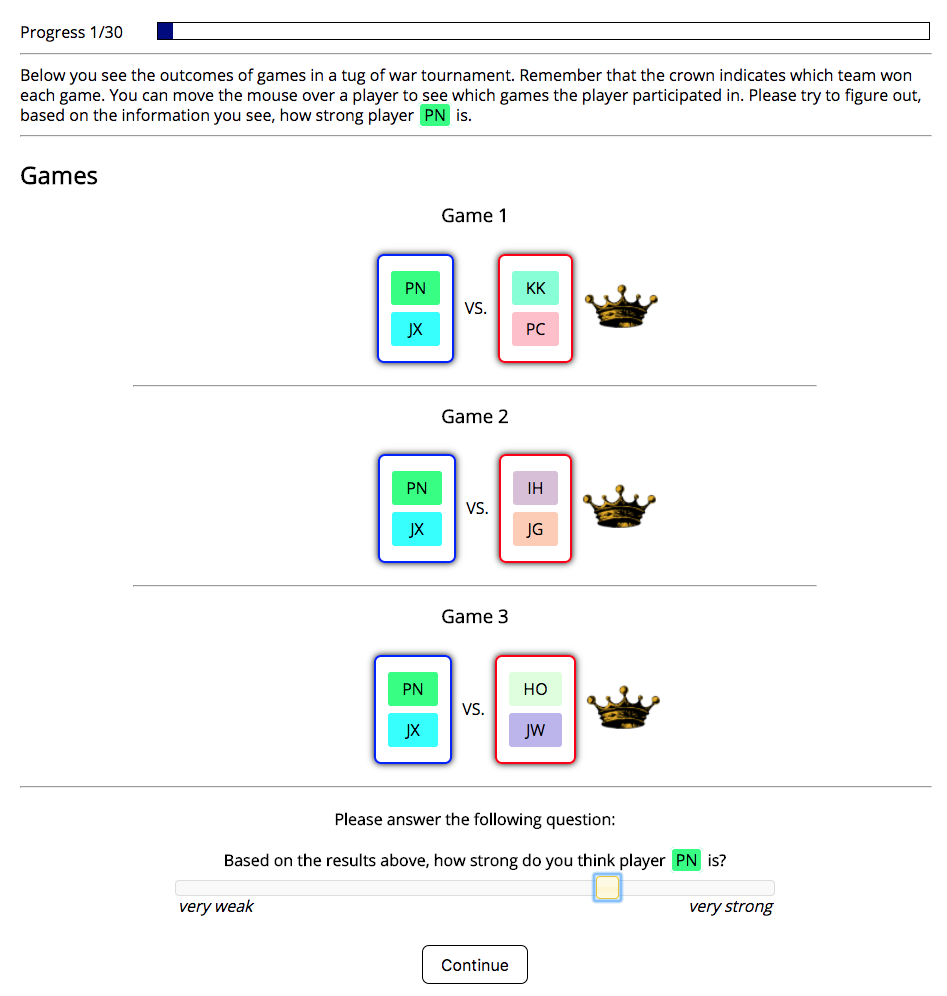 Progress 1/30
Below you see the outcomes of games in a tug of war tournament. Remember that the crown indicates which team won
each game. You can move the mouse over a player to see which games the player participated in. Please try to figure out,
based on the information you see, how strong player PN is.
Games
Game 1
PN
JX
VS.
KK
PC
Game 2
PN
JX
VS.
IH
JG
Game 3
PN
JX
VS.
HO
JW
Please answer the following question:
Based on the results above, how strong do you think player PN is?
very weak
very strong
Continue